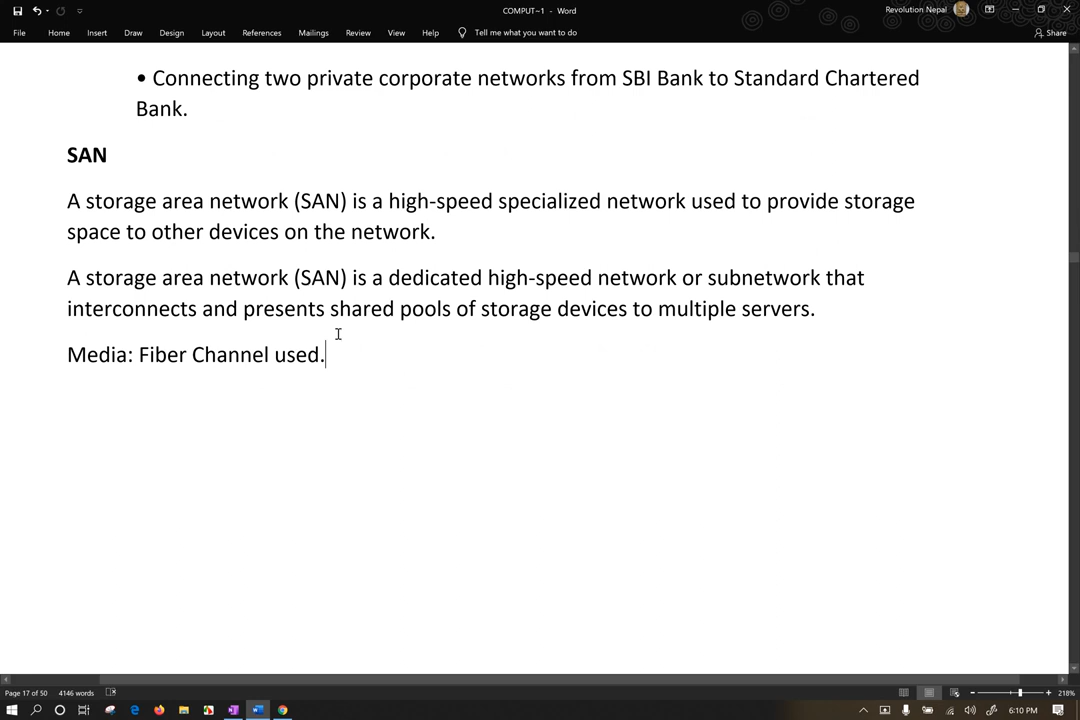 COMPUT~1 - Word
Revolution Nepal
File Home Insert Draw Design Layout References Mailings Review View Help Tell me what you want to do Share
• Connecting two private corporate networks from SBI Bank to Standard Chartered
Bank.
SAN
A storage area network (SAN) is a high-speed specialized network used to provide storage
space to other devices on the network.
A storage area network (SAN) is a dedicated high-speed network or subnetwork that
interconnects and presents shared pools of storage devices to multiple servers.
Media: Fiber Channel used.
Page 17 of 50 4146 words 218%
6:10 PM